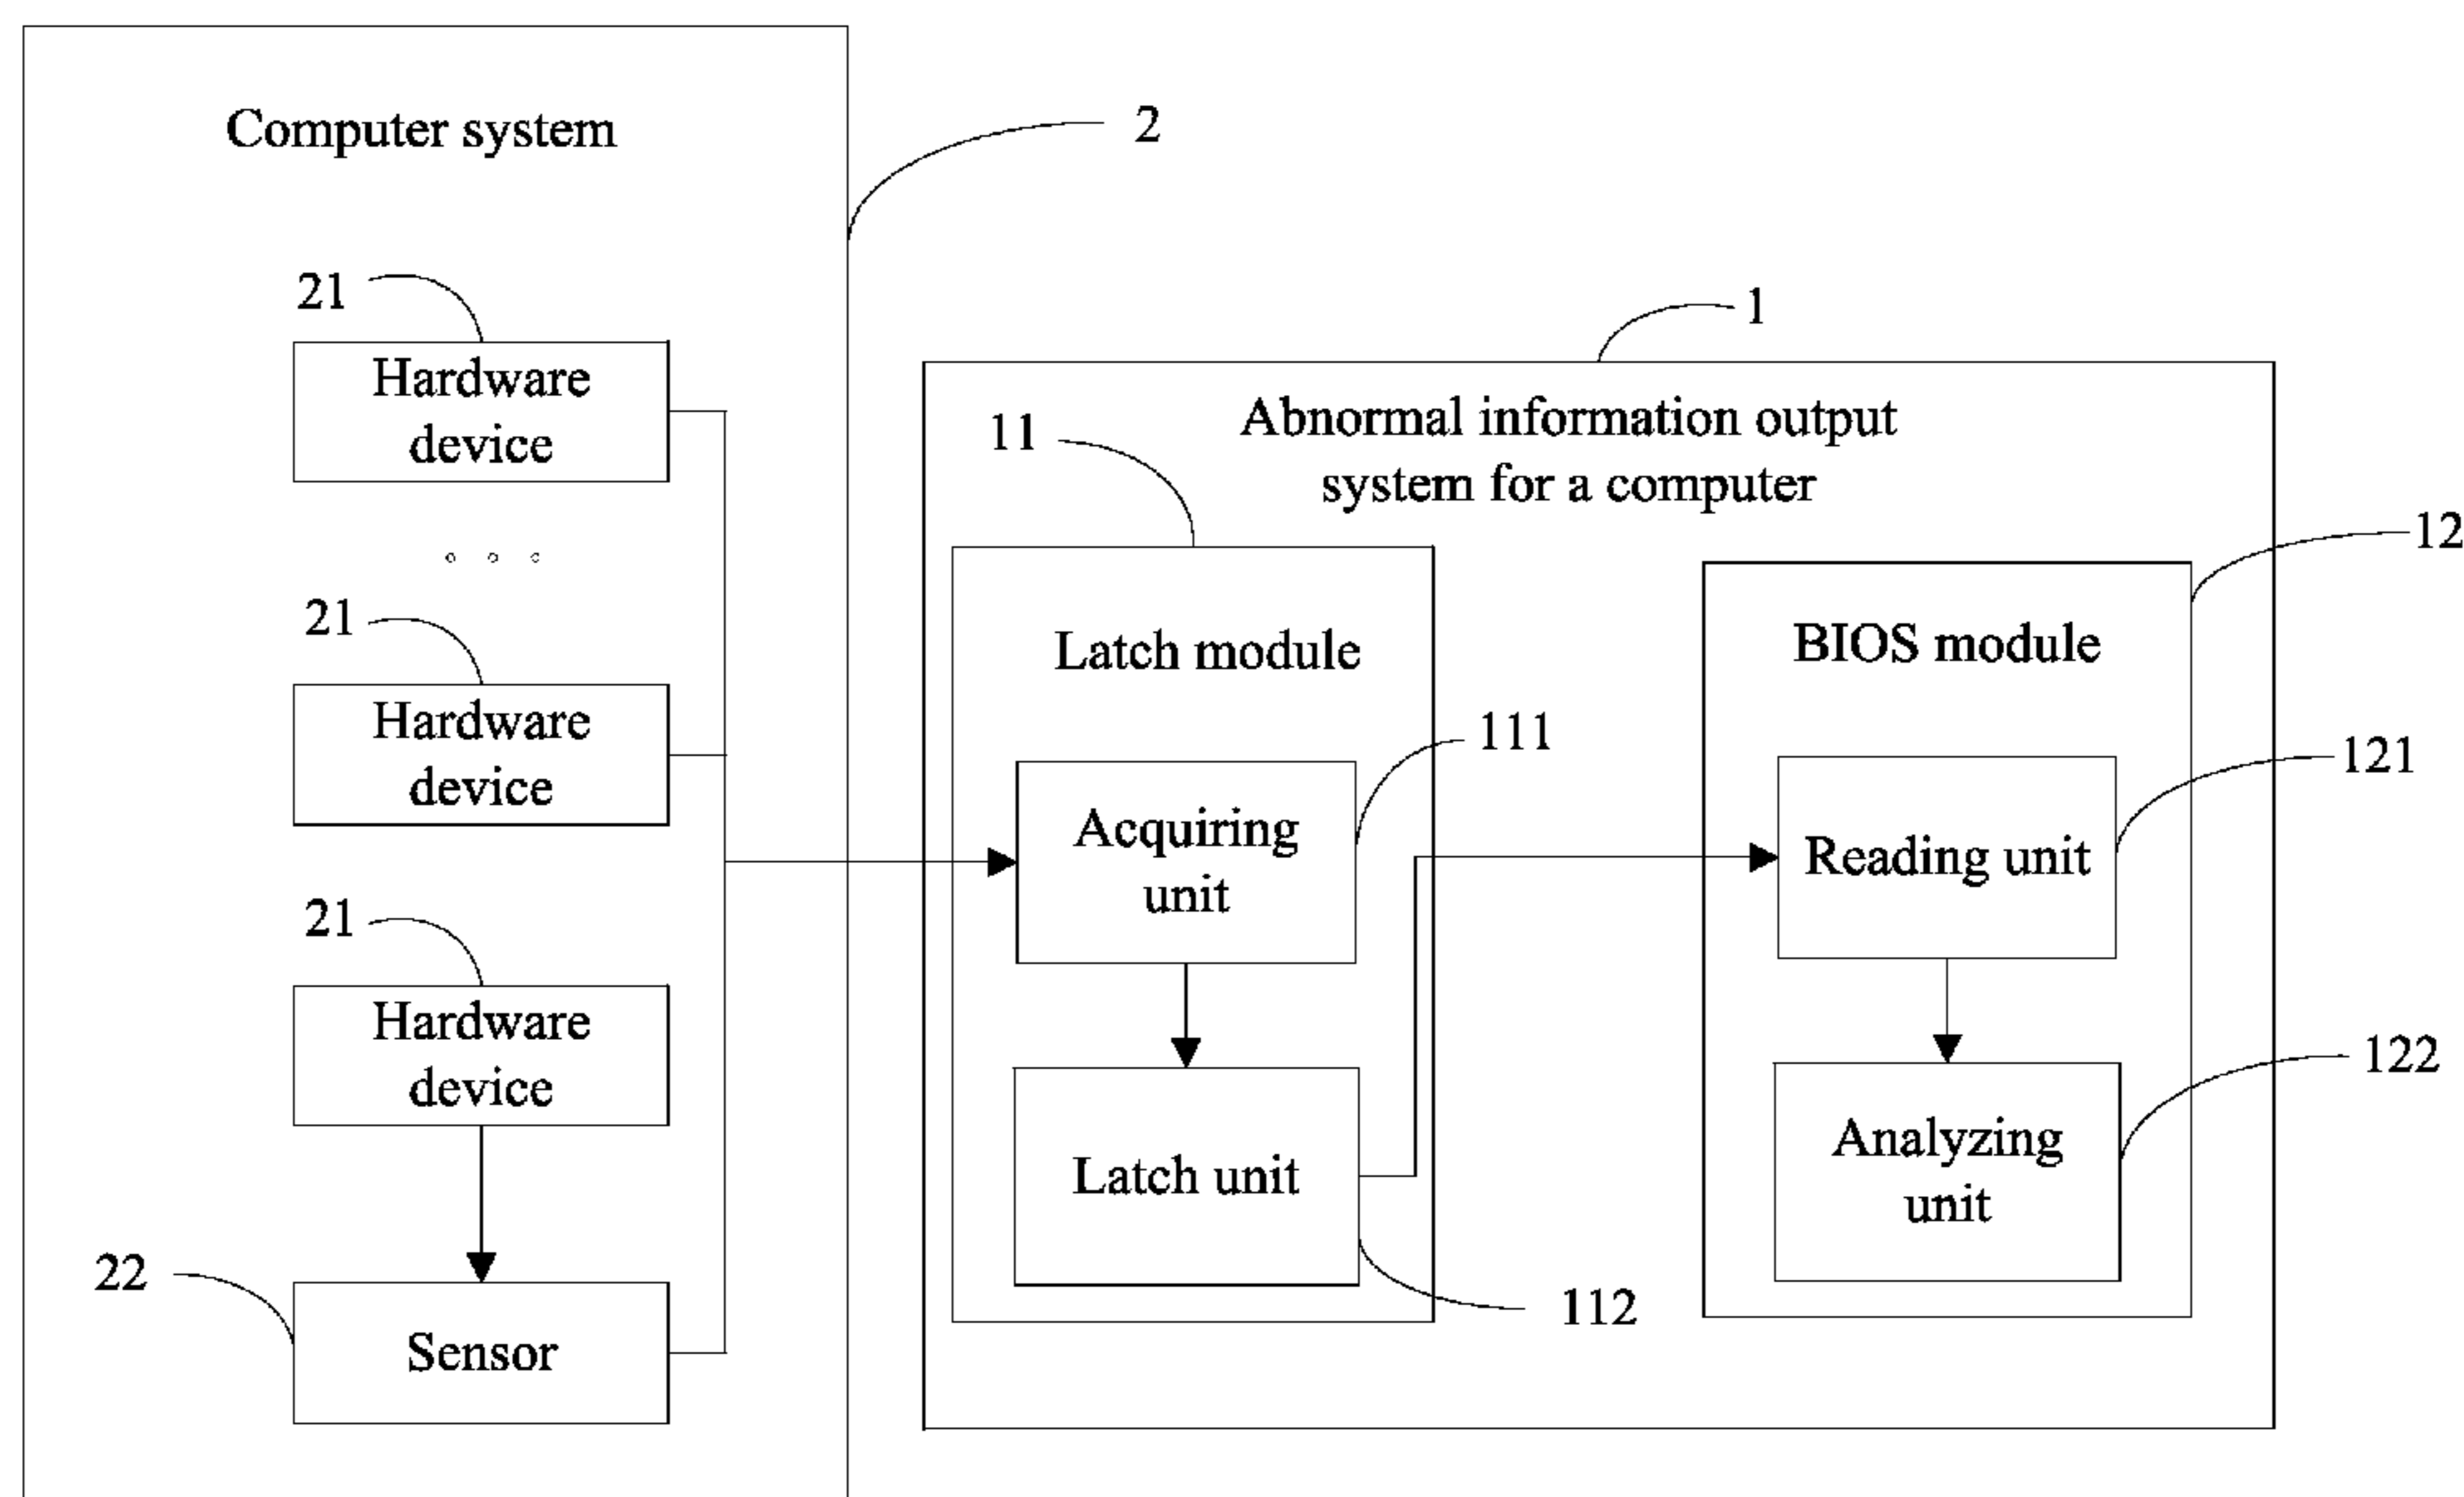 Computer system
2
21
Hardware
device
21
Hardware
device
21
Hardware
device
22
Sensor
1
Abnormal information output
system for a computer
11
Latch module
111
Acquiring
unit
Latch unit
112
12
BIOS module
121
Reading unit
122
Analyzing
unit